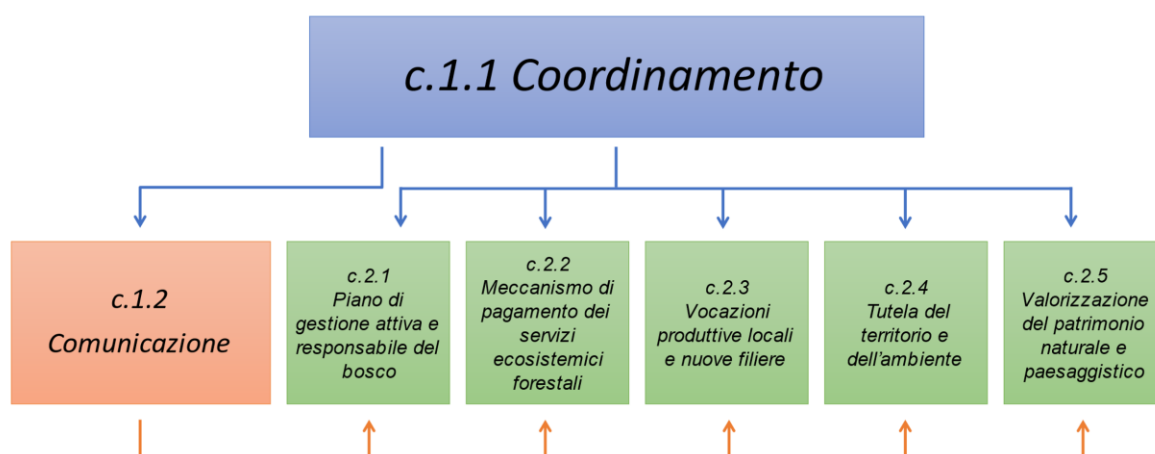 c.1.1 Coordinamento
c.1.2
Comunicazione
c.2.1
Piano di
gestione attiva e
responsabile del
bosco
c.2.2
Meccanismo di
pagamento dei
servizi
ecosistemici
forestali
c.2.3
Vocazioni
produttive locali
e nuove filiere
c.2.4
Tutela del
territorio e
dell'ambiente
c.2.5
Valorizzazione
del patrimonio
naturale e
paesaggistico